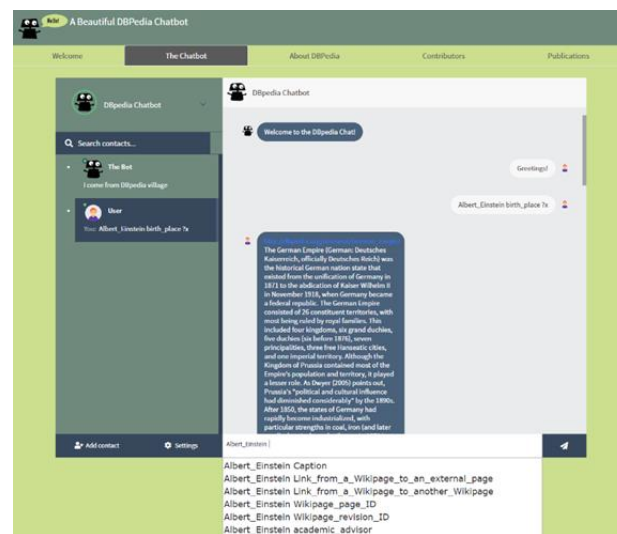 Hello!
A Beautiful DBPedia Chatbot
Welcome
The Chatbot
About DBPedia
Contributors
Publications
DBpedia Chatbot
DBpedia Chatbot
Welcome to the DBpedia Chat!
Search contacts...
The Bot
I come from DBpedia village
Greetings!
User
You: Albert_Einstein birth_place ?x
Albert_Einstein birth_place ?x
The German Empire (German: Deutsches
Kaiserreich, officially Deutsches Reich) was
the historical German nation state that
existed from the unification of Germany in
1871 to the abdication of Kaiser Wilhelm II
in November 1918, when Germany became
a federal republic. The German Empire
consisted of 26 constituent territories, with
most being ruled by royal families. This
included four kingdoms, six grand duchies,
five duchies (six before 1876), seven
principalities, three free Hanseatic cities,
and one imperial territory. Although the
Kingdom of Prussia contained most of the
Empire's population and territory, it played
a lesser role. As Dwyer (2005) points out,
Prussia's "political and cultural influence
had diminished considerably" by the 1890s.
After 1850, the states of Germany had
rapidly become industrialized, with
particular strengths in coal, iron (and later
Add contact
Settings
Albert_Einstein
Albert_Einstein Caption
Albert_Einstein Link_from_a_Wikipage_to_an_external_page
Albert_Einstein Link_from_a_Wikipage_to_another_Wikipage
Albert_Einstein Wikipage_page_ID
Albert_Einstein Wikipage_revision_ID
Albert_Einstein academic_advisor